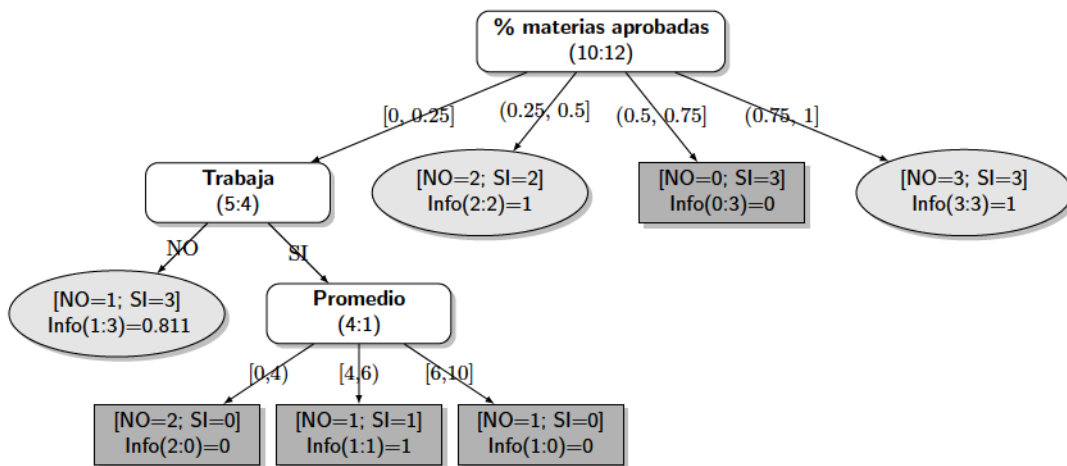 % materias aprobadas
(10:12)
[0, 0.25]
(0.25, 0.5]
(0.5, 0.75]
(0.75, 1]
Trabaja
(5:4)
[NO=2; SI=2]
Info(2:2)=1
[NO=0; SI=3]
Info(0:3)=0
[NO=3; SI=3]
Info(3:3)=1
NO
SI
[NO=1; SI=3]
Info(1:3)=0.811
Promedio
(4:1)
[0,4)
[4,6)
[6,10]
[NO=2; SI=0]
Info(2:0)=0
[NO=1; SI=1]
Info(1:1)=1
[NO=1; SI=0]
Info(1:0)=0